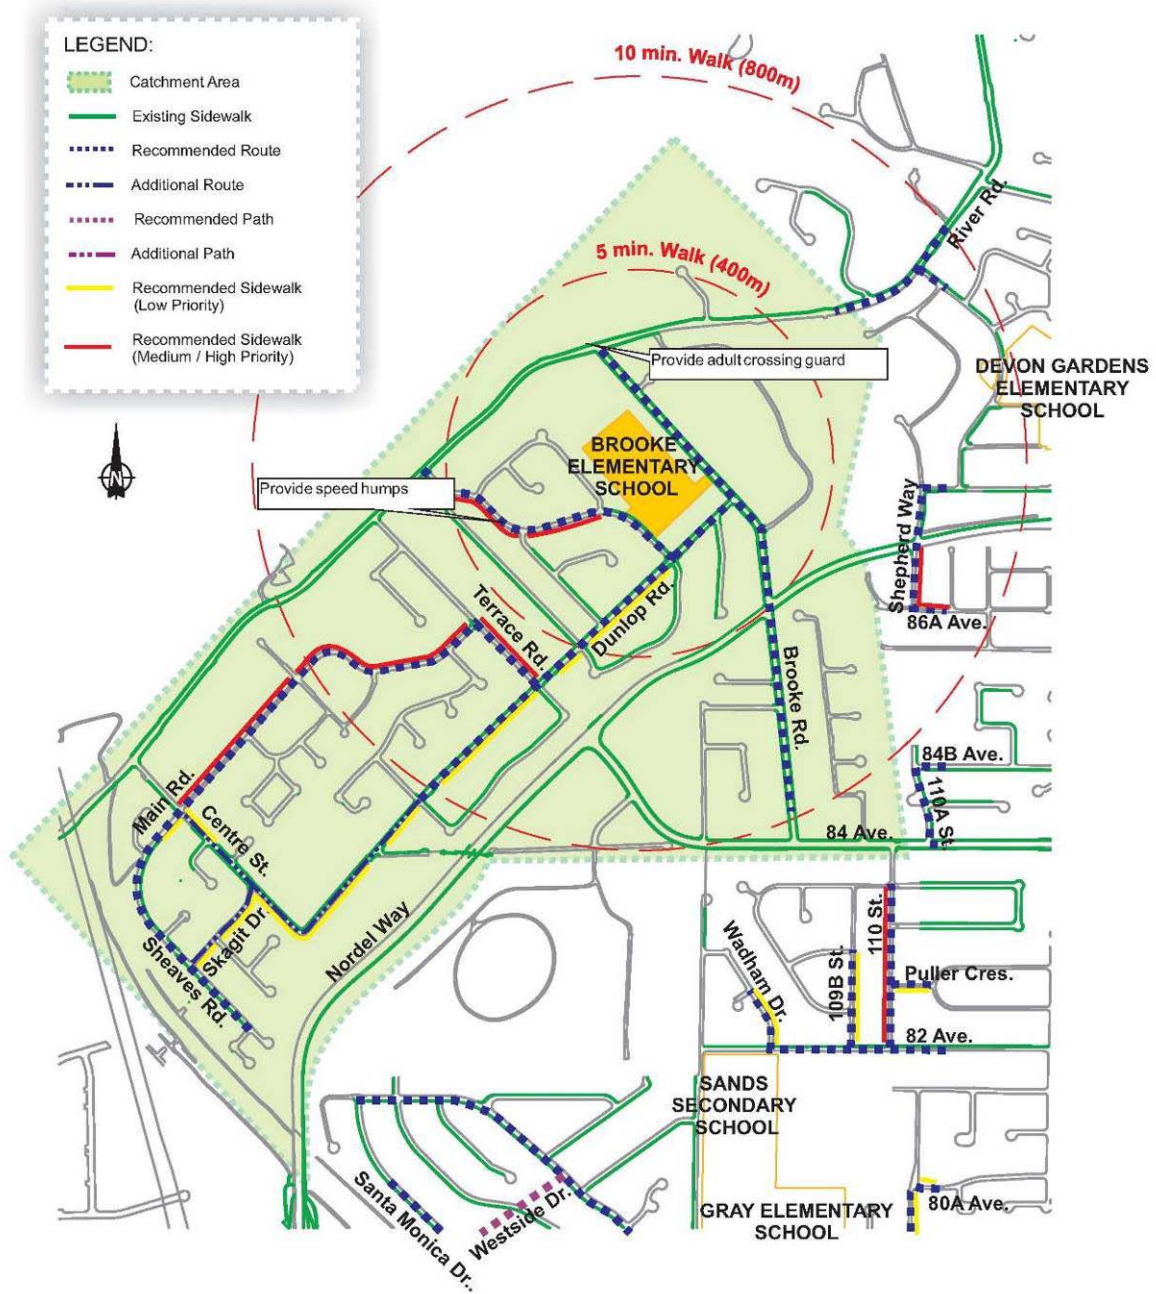 LEGEND:
Catchment Area
Existing Sidewalk
Recommended Route
Additional Route
Recommended Path
Additional Path
Recommended Sidewalk
(Low Priority)
Recommended Sidewalk
(Medium / High Priority)
10 min. Walk (800m)
5 min. Walk (400m)
River Rd.
Provide adult crossing guard
DEVON GARDENS
ELEMENTARY
SCHOOL
BROOKE
ELEMENTARY
SCHOOL
Provide speed humps
N
Shepherd Way
86A Ave.
Terrace Rd.
Dunlop Rd.
Brooke Rd.
84B Ave.
110A St.
84 Ave.
Main Rd.
Centre St.
Skagit Dr.
Sheaves Rd.
Nordel Way
Wadham Dr.
109B St.
110 St.
Puller Cres.
82 Ave.
SANDS
SECONDARY
SCHOOL
Santa Monica Dr..
Westside Dr.
GRAY ELEMENTARY
SCHOOL
80A Ave.